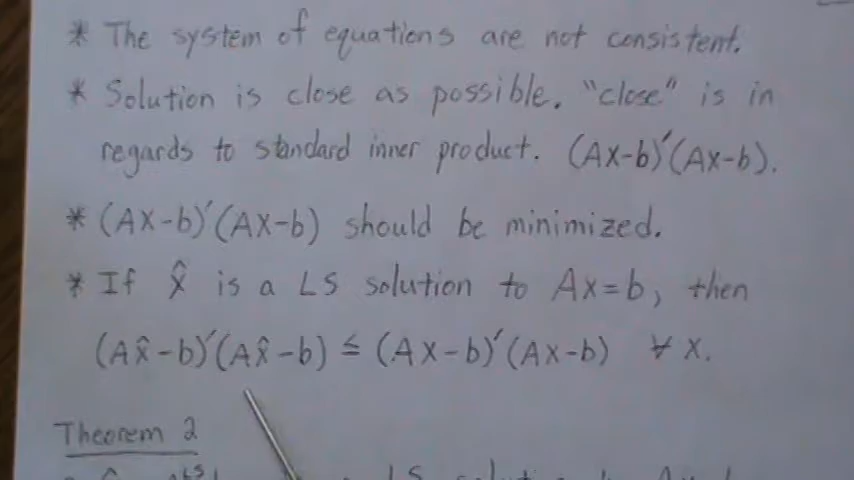 * The system of equations are not consistent.
* Solution is close as possible. "close" is in
regards to standard inner product. (Ax-b)′(Ax-b).
* (Ax-b)′(Ax-b) should be minimized.
* If x̂ is a LS solution to Ax=b, then
(Ax̂-b)′(Ax̂-b) ≤ (Ax-b)′(Ax-b) ∀ x.
Theorem 2
LS